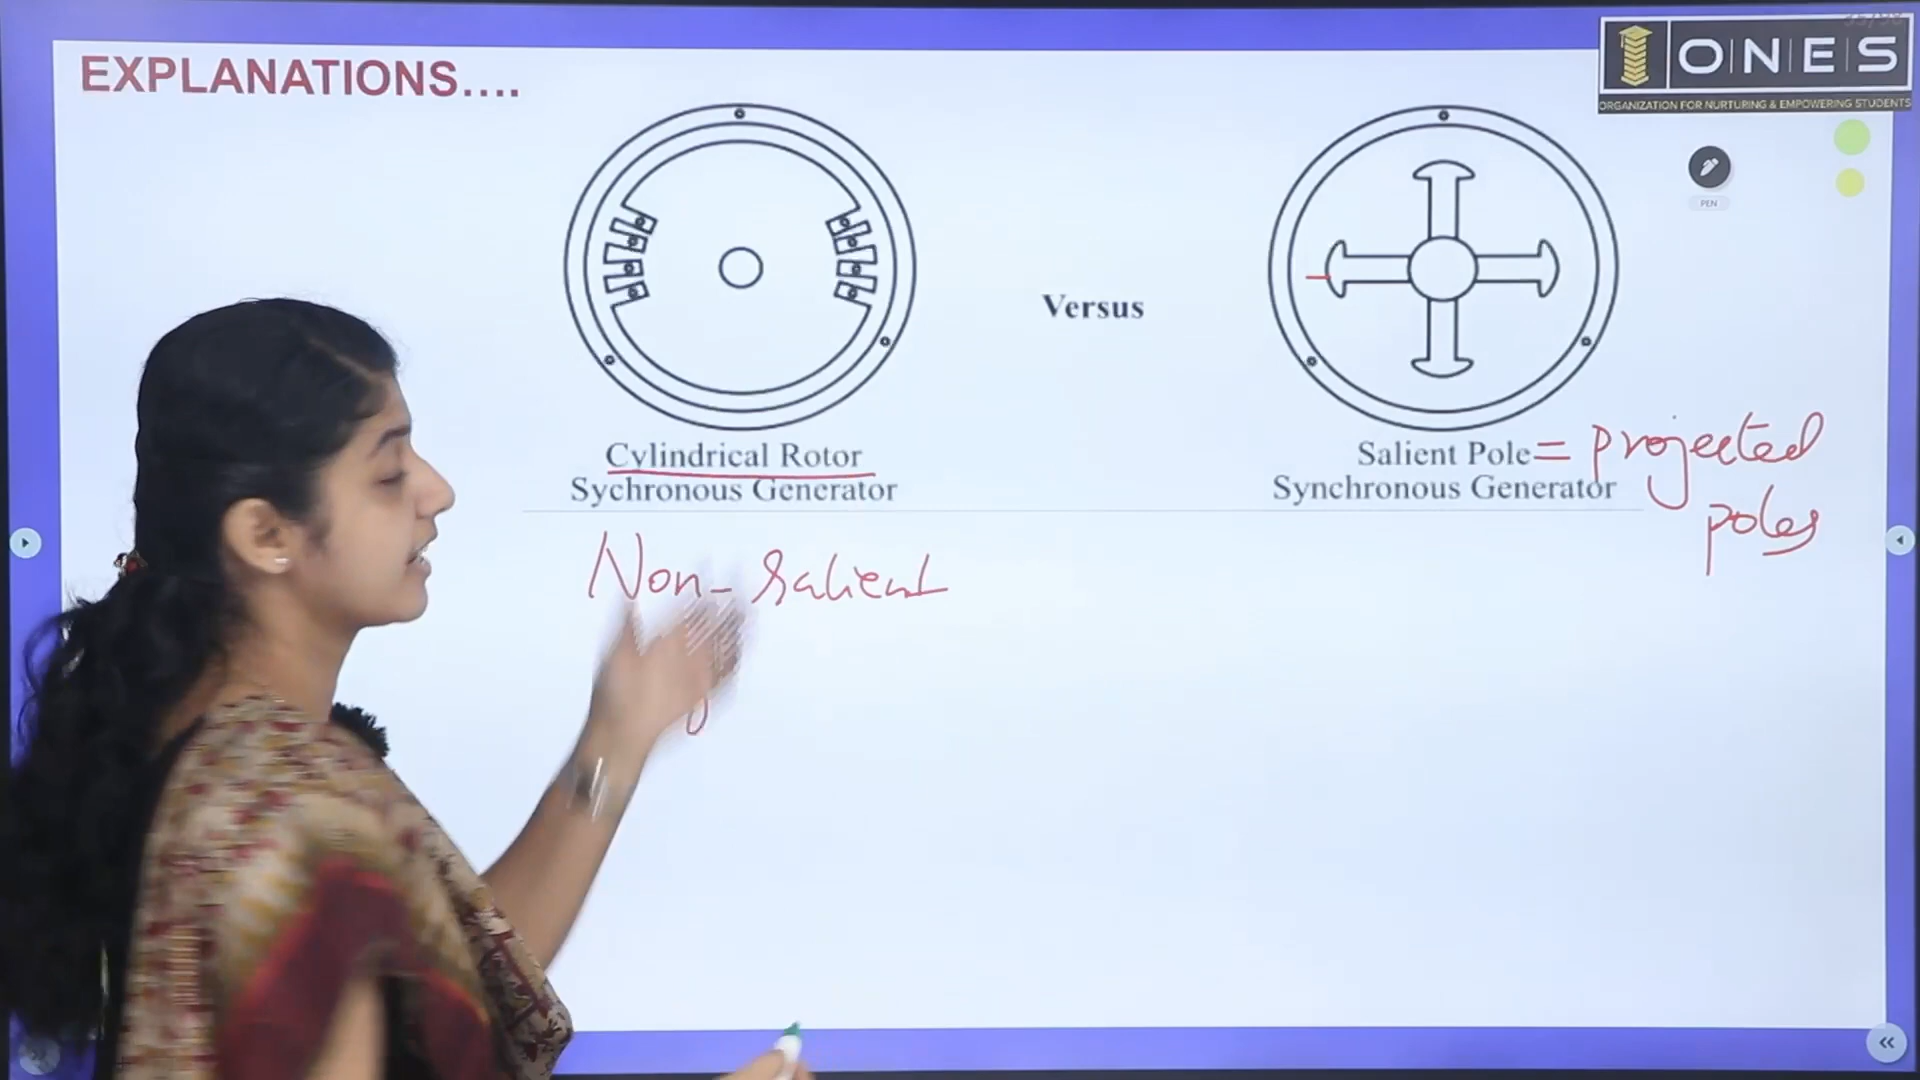 EXPLANATIONS....
ONES
ORGANIZATION FOR NURTURING & EMPOWERING STUDENTS
PEN
Versus
Cylindrical Rotor
Sychronous Generator
Salient Pole = projected
Synchronous Generator
poles
Non-Salient